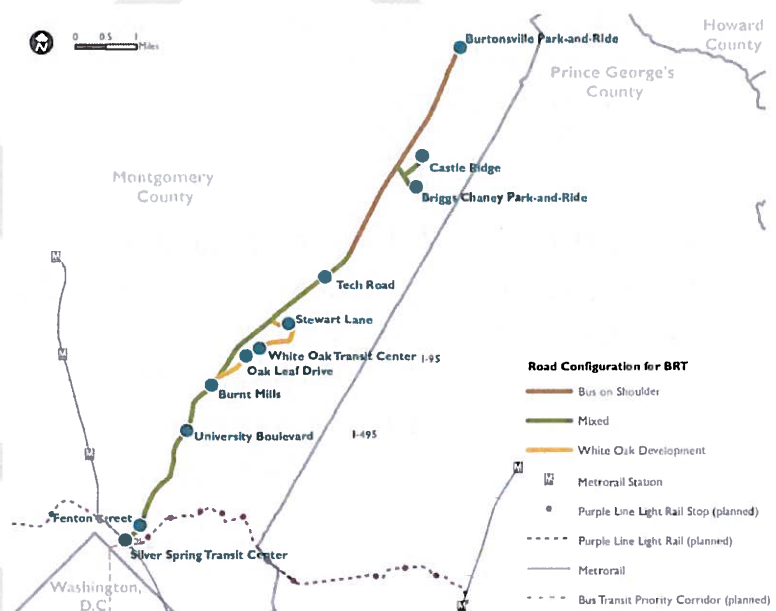 Burtonsville Park-and-Ride
Howard
County
N
0 0.5 1
Miles
Prince George's
County
Castle Ridge
Montgomery
County
Briggs Chaney Park-and-Ride
M
Tech Road
Stewart Lane
M
White Oak Transit Center
I-95
Oak Leaf Drive
Road Configuration for BRT
Burnt Mills
Bus on Shoulder
Mixed
University Boulevard
I-495
White Oak Development
M
M
M
Metrorail Station
Fenton Street
Purple Line Light Rail Stop (planned)
Purple Line Light Rail (planned)
Silver Spring Transit Center
Metrorail
Washington,
D.C
Bus Transit Priority Corridor (planned)